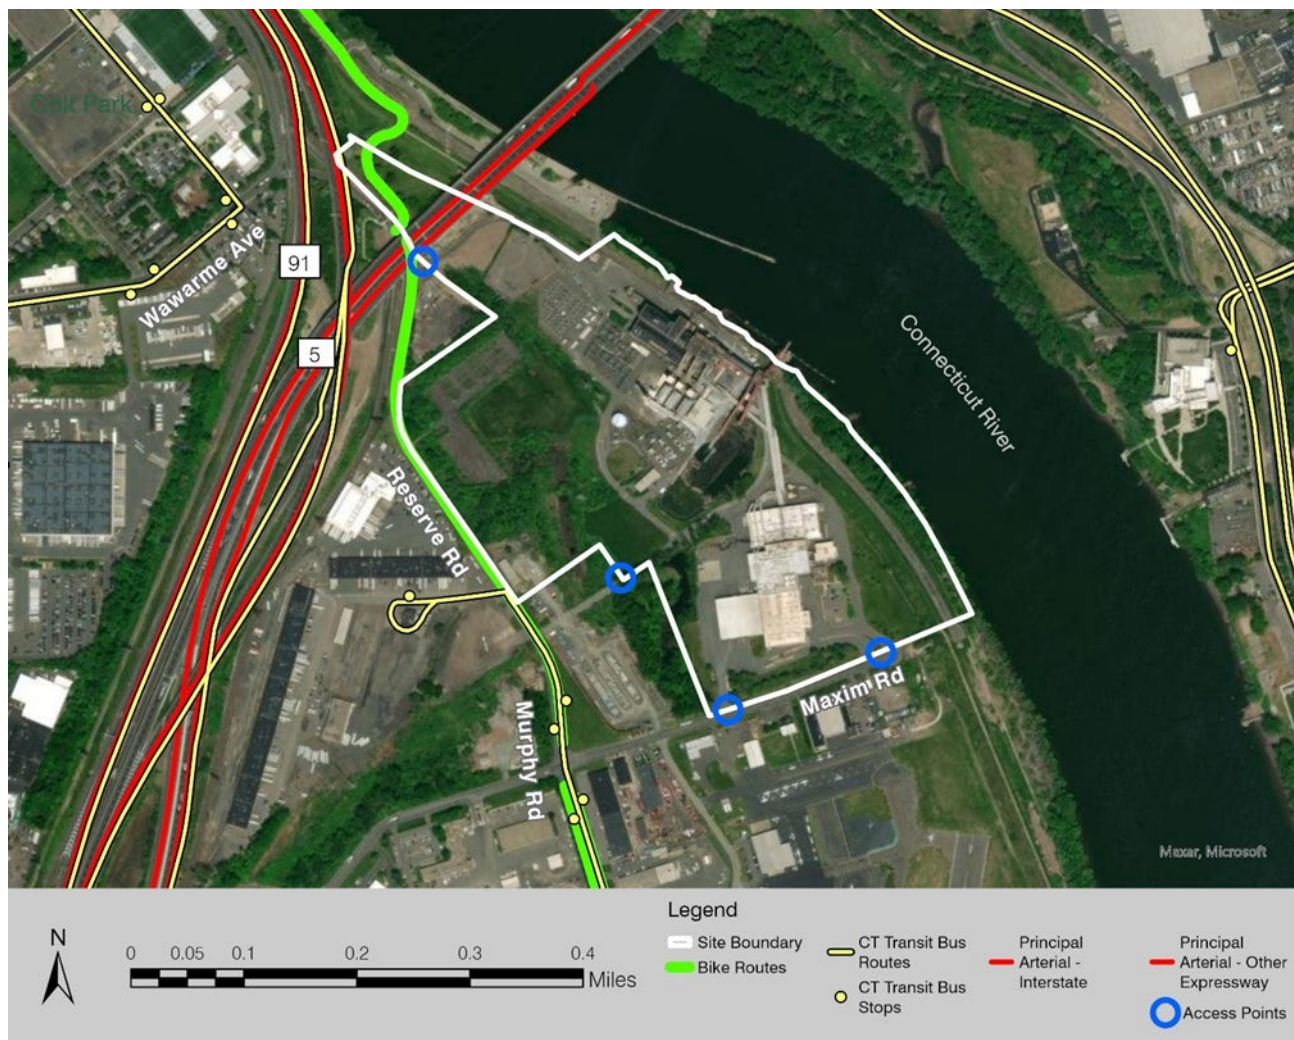 Colt Park
Wawarme Ave
91
5
Connecticut River
Reserve Rd
Maxim Rd
Murphy Rd
Maxar, Microsoft
N
0 0.05 0.1 0.2 0.3 0.4
Miles
Legend
Site Boundary
Bike Routes
CT Transit Bus
Routes
CT Transit Bus
Stops
Principal
Arterial -
Interstate
Principal
Arterial - Other
Expressway
Access Points